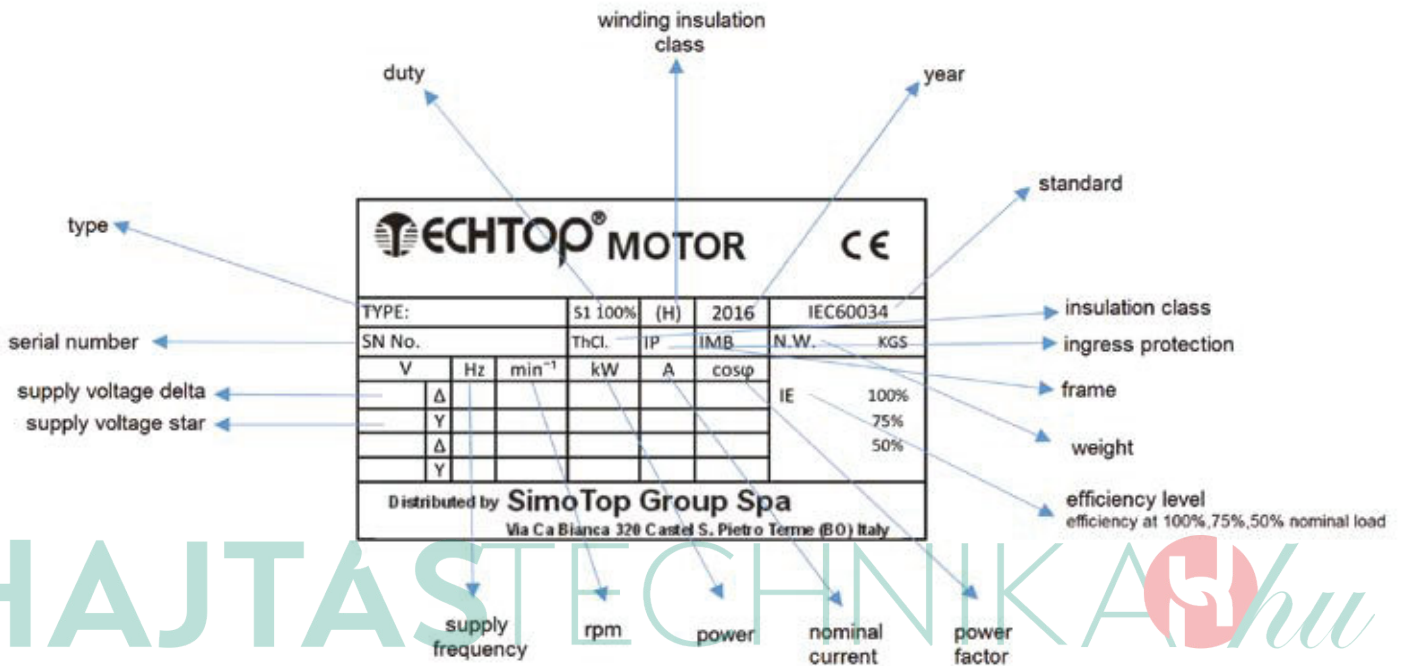 winding insulation
class
duty
year
standard
type
TECHTOP® MOTOR CE
TYPE: S1 100% (H) 2016 IEC60034
insulation class
serial number
SN No. ThCl. IP IMB N.W. KGS
ingress protection
V Hz min⁻¹ kW A cosφ
frame
supply voltage delta
Δ IE 100%
supply voltage star
Y 75%
Δ 50%
weight
Y
efficiency level
efficiency at 100%,75%,50% nominal load
Distributed by SimoTop Group Spa
Via Ca Bianca 320 Castel S. Pietro Terme (BO) Italy
HAJTÁSTECHNIKA hu
supply
frequency
rpm
power
nominal
current
power
factor